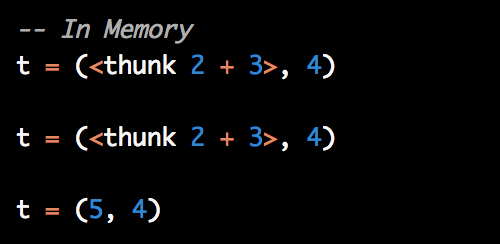 -- In Memory
t = (<thunk 2 + 3>, 4)
t = (<thunk 2 + 3>, 4)
t = (5, 4)